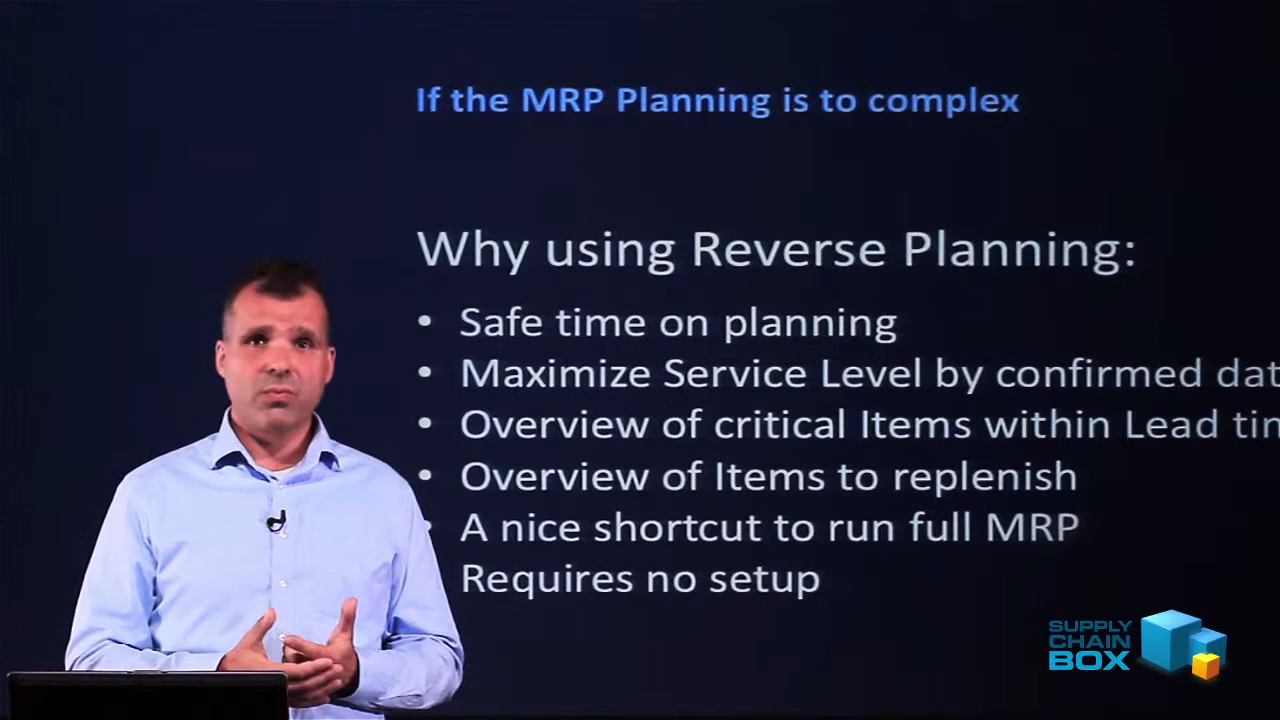 If the MRP Planning is to complex
Why using Reverse Planning:
• Safe time on planning
• Maximize Service Level by confirmed dat
• Overview of critical Items within Lead tim
• Overview of Items to replenish
• A nice shortcut to run full MRP
Requires no setup
SUPPLY
CHAIN
BOX